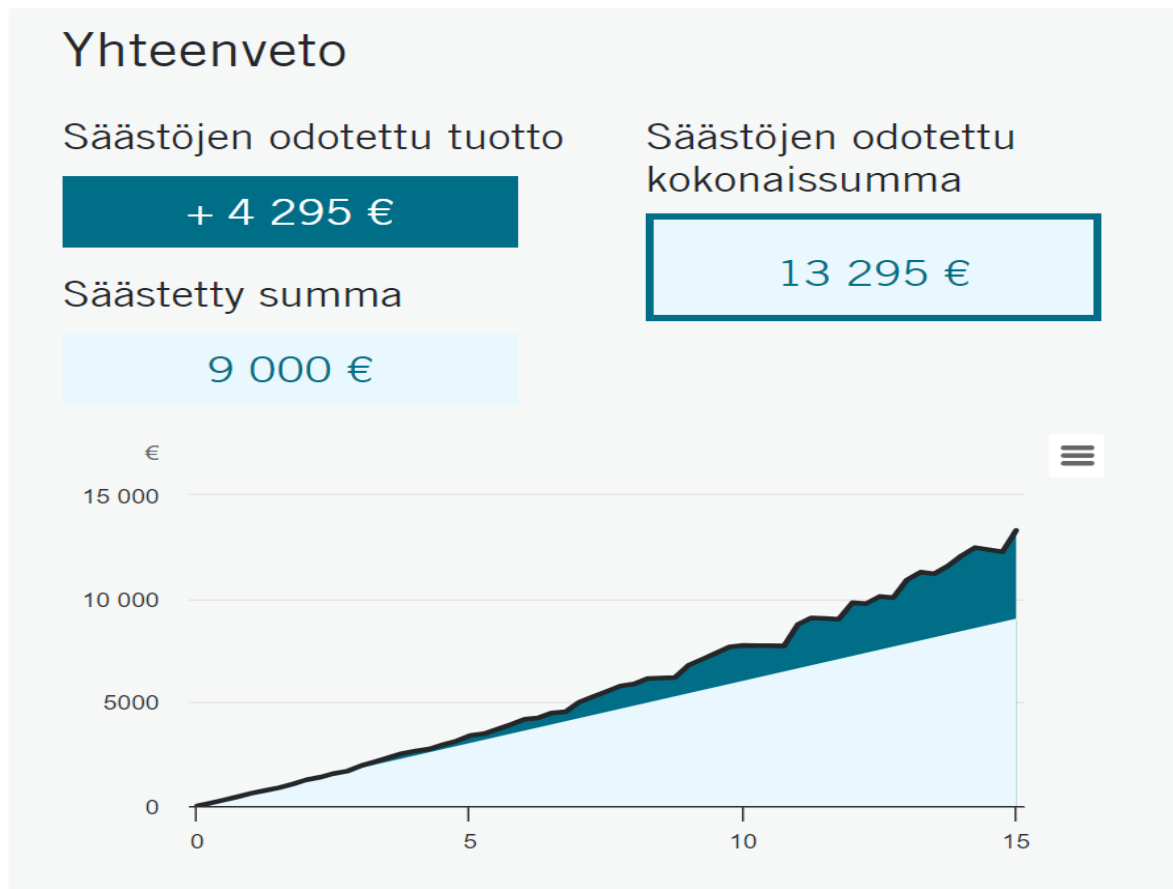 Yhteenveto
Säästöjen odotettu tuotto
+ 4 295 €
Säästetty summa
9 000 €
Säästöjen odotettu
kokonaissumma
13 295 €
€
15 000
10 000
5000
0
0 5 10 15